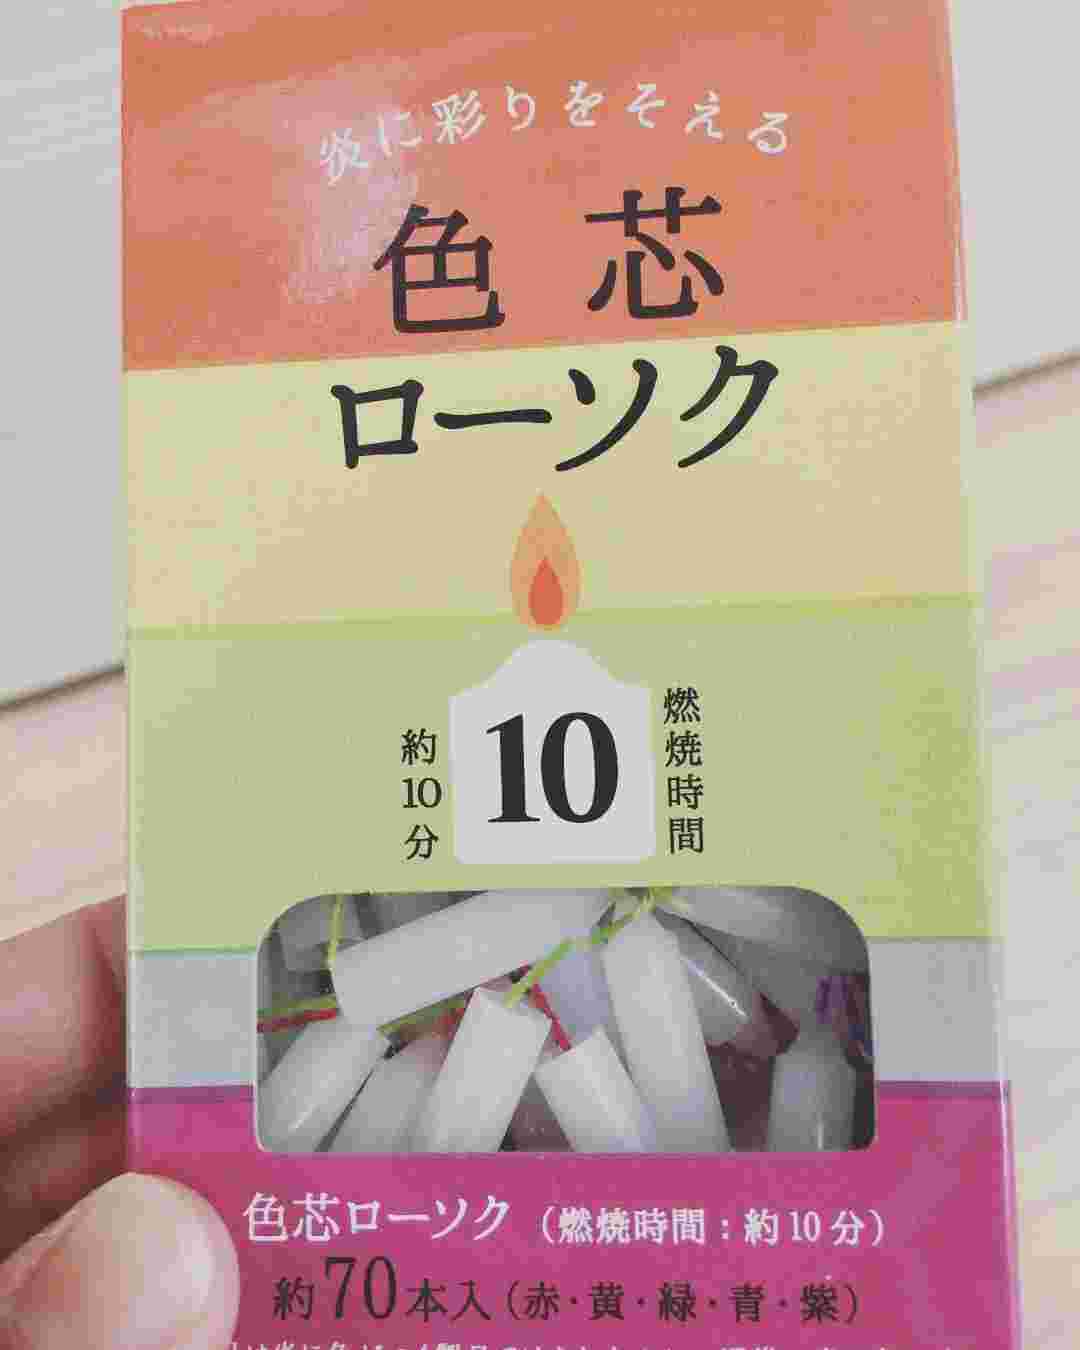 炎に彩りをそえる
色芯
ローソク
燃焼時間
10
約10分
色芯ローソク（燃焼時間：約10分）
約70本入（赤・黄・緑・青・紫）